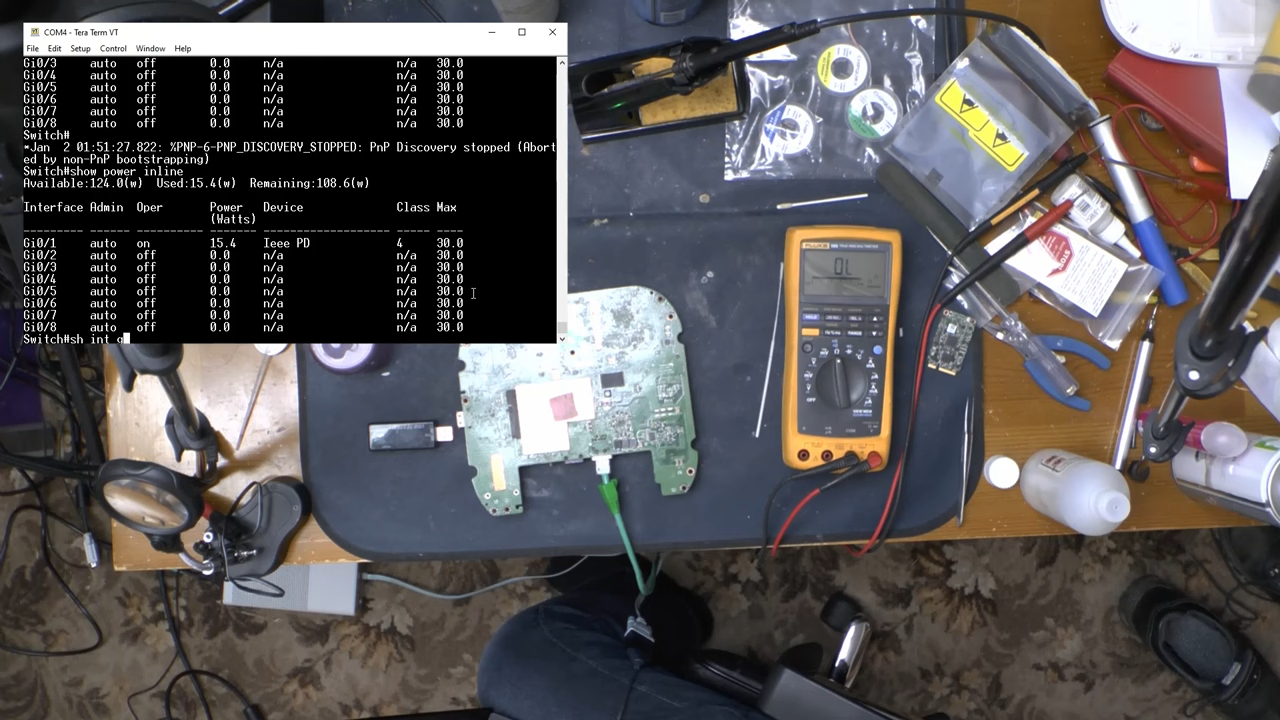 COM4 - Tera Term VT
File Edit Setup Control Window Help
Gi0/3 auto off 0.0 n/a n/a 30.0
Gi0/4 auto off 0.0 n/a n/a 30.0
Gi0/5 auto off 0.0 n/a n/a 30.0
Gi0/6 auto off 0.0 n/a n/a 30.0
Gi0/7 auto off 0.0 n/a n/a 30.0
Gi0/8 auto off 0.0 n/a n/a 30.0
Switch#
*Jan 2 01:51:27.822: %PNP-6-PNP_DISCOVERY_STOPPED: PnP Discovery stopped (Abort
ed by non-PnP bootstrapping)
Switch#show power inline
Available:124.0(w) Used:15.4(w) Remaining:108.6(w)
Interface Admin Oper Power Device Class Max
(Watts)
--------- ------ ---------- ------- ------------------- ----- ----
Gi0/1 auto on 15.4 Ieee PD 4 30.0
Gi0/2 auto off 0.0 n/a n/a 30.0
Gi0/3 auto off 0.0 n/a n/a 30.0
Gi0/4 auto off 0.0 n/a n/a 30.0
Gi0/5 auto off 0.0 n/a n/a 30.0
Gi0/6 auto off 0.0 n/a n/a 30.0
Gi0/7 auto off 0.0 n/a n/a 30.0
Gi0/8 auto off 0.0 n/a n/a 30.0
Switch#sh int g
FLUKE
OL
OFF
STOP